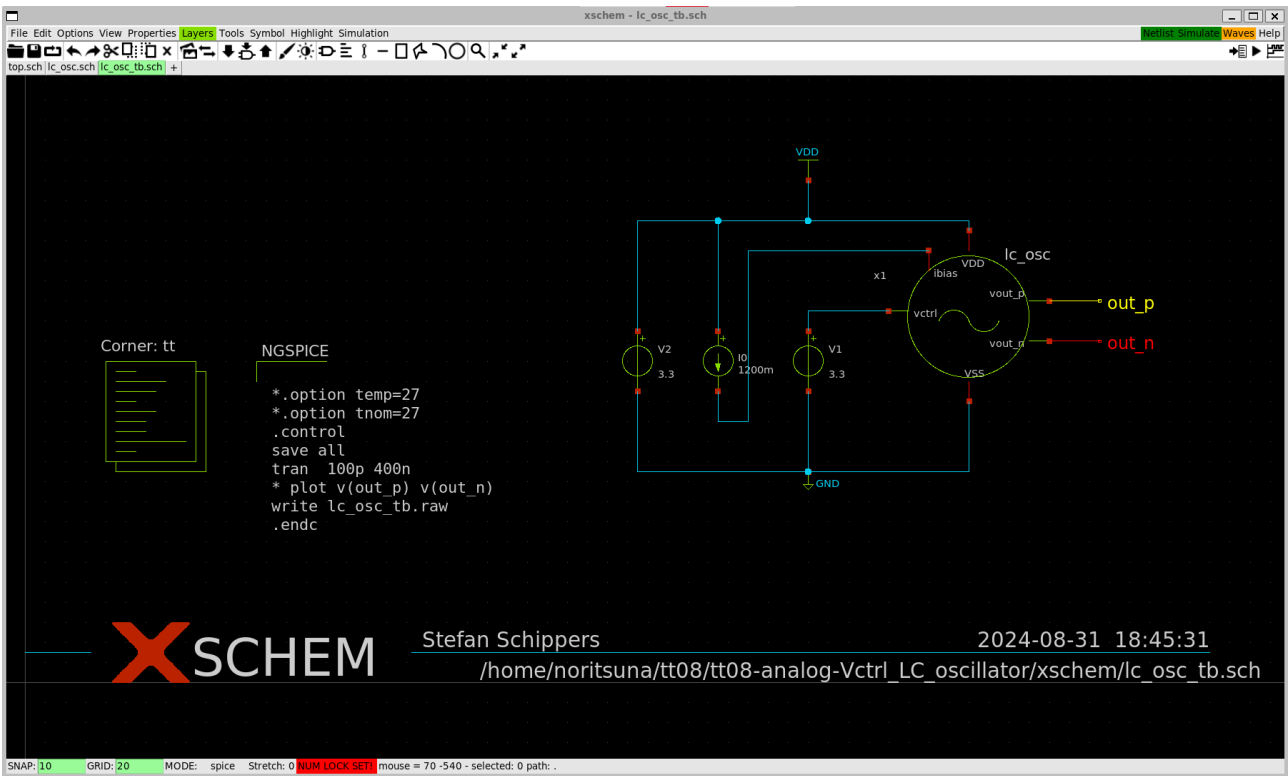 xschem - lc_osc_tb.sch
File Edit Options View Properties Layers Tools Symbol Highlight Simulation Netlist Simulate Waves Help
top.sch lc_osc.sch lc_osc_tb.sch +
VDD
lc_osc
VDD
x1
ibias
vout_p
out_p
vctrl
vout_n
out_n
VSS
V2
3.3
I0
1200m
V1
3.3
GND
Corner: tt
NGSPICE
*.option temp=27
*.option tnom=27
.control
save all
tran  100p 400n
* plot v(out_p) v(out_n)
write lc_osc_tb.raw
.endc
XSCHEM
Stefan Schippers
2024-08-31 18:45:31
/home/noritsuna/tt08/tt08-analog-Vctrl_LC_oscillator/xschem/lc_osc_tb.sch
SNAP: 10 GRID: 20 MODE: spice Stretch: 0 NUM LOCK SET! mouse = 70 -540 - selected: 0 path: .